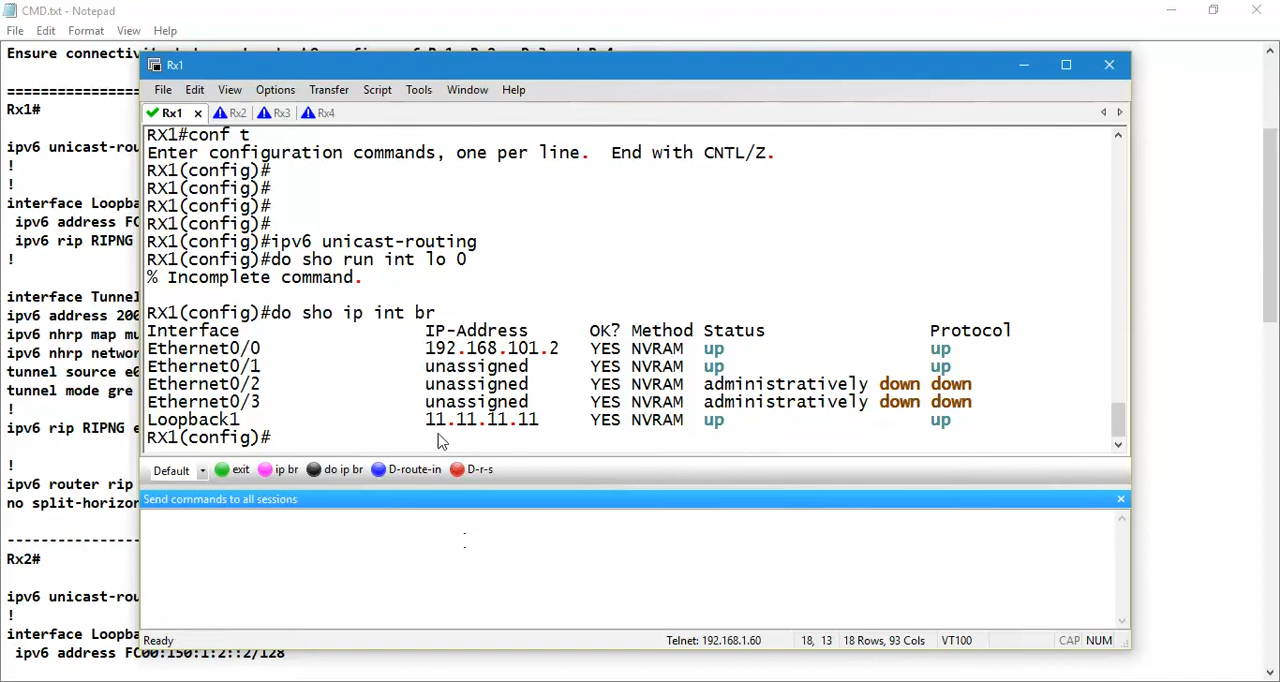 CMD.txt - Notepad
File Edit Format View Help
Rx1
File Edit View Options Transfer Script Tools Window Help
Rx1 x Rx2 Rx3 Rx4
RX1#conf t
Enter configuration commands, one per line. End with CNTL/Z.
RX1(config)#
RX1(config)#
RX1(config)#
RX1(config)#
RX1(config)#ipv6 unicast-routing
RX1(config)#do sho run int lo 0
% Incomplete command.
RX1(config)#do sho ip int br
Interface IP-Address OK? Method Status Protocol
Ethernet0/0 192.168.101.2 YES NVRAM up up
Ethernet0/1 unassigned YES NVRAM up up
Ethernet0/2 unassigned YES NVRAM administratively down down
Ethernet0/3 unassigned YES NVRAM administratively down down
Loopback1 11.11.11.11 YES NVRAM up up
RX1(config)#
Default exit ip br do ip br D-route-in D-r-s
Send commands to all sessions
Ready Telnet: 192.168.1.60 18, 13 18 Rows, 93 Cols VT100 CAP NUM
Ensure
====================
Rx1#
ipv6 unicast-rou
!
!
interface Loopba
ipv6 address FC
ipv6 rip RIPNG
!
interface Tunnel
ipv6 address 200
ipv6 nhrp map mu
ipv6 nhrp networ
tunnel source e0
tunnel mode gre
!
ipv6 rip RIPNG e
!
ipv6 router rip
no split-horizon
--------------------
Rx2#
ipv6 unicast-rou
!
interface Loopba
ipv6 address FC00:150:1:2::2/128